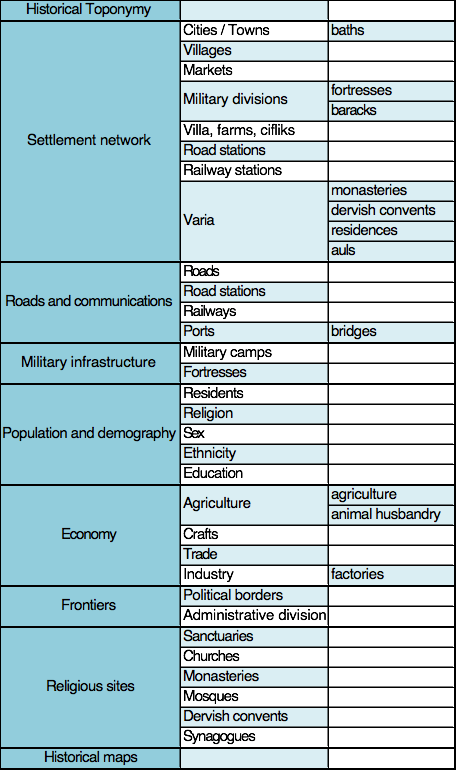 Historical Toponymy
Settlement network
Cities / Towns
baths
Villages
Markets
Military divisions
fortresses
baracks
Villa, farms, cifliks
Road stations
Railway stations
Varia
monasteries
dervish convents
residences
auls
Roads and communications
Roads
Road stations
Railways
Ports
bridges
Military infrastructure
Military camps
Fortresses
Population and demography
Residents
Religion
Sex
Ethnicity
Education
Economy
Agriculture
agriculture
animal husbandry
Crafts
Trade
Industry
factories
Frontiers
Political borders
Administrative division
Religious sites
Sanctuaries
Churches
Monasteries
Mosques
Dervish convents
Synagogues
Historical maps